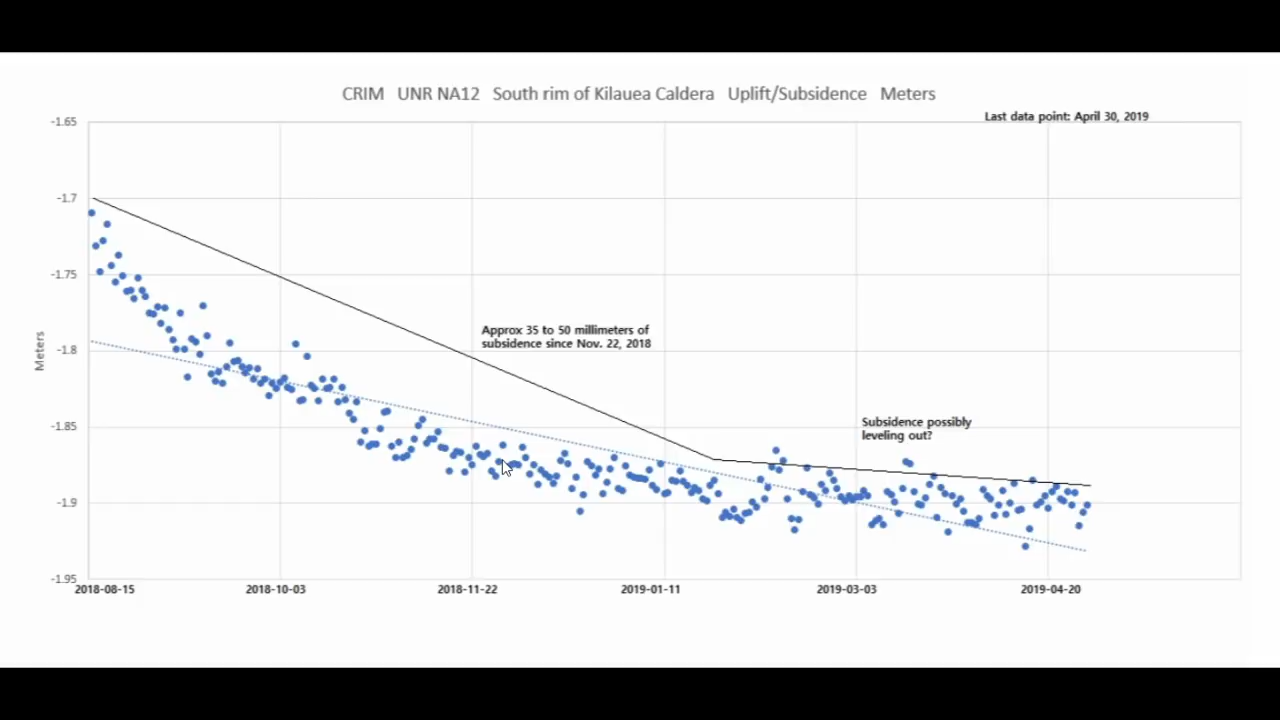 CRIM UNR NA12 South rim of Kilauea Caldera Uplift/Subsidence Meters
Last data point: April 30, 2019
-1.65
-1.7
-1.75
Approx 35 to 50 millimeters of
subsidence since Nov. 22, 2018
-1.8
Meters
Subsidence possibly
leveling out?
-1.85
-1.9
-1.95
2018-08-15 2018-10-03 2018-11-22 2019-01-11 2019-03-03 2019-04-20